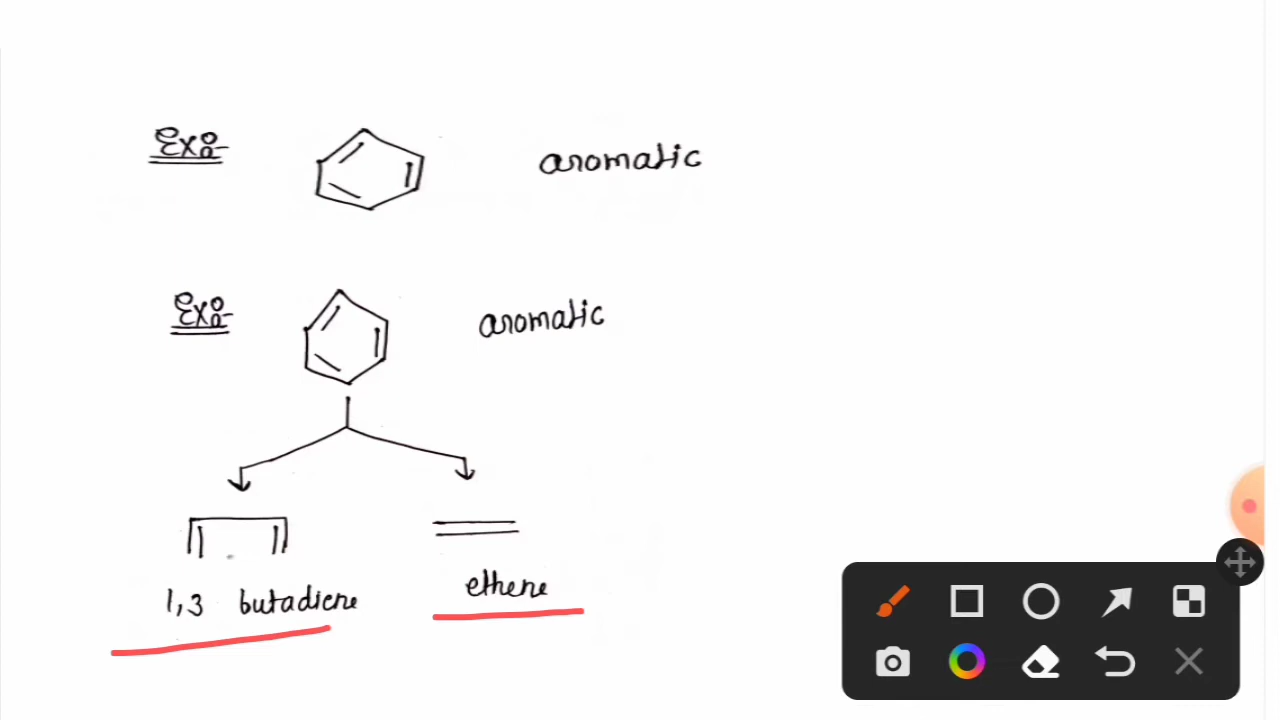 Ex:-
aromatic
Ex:-
aromatic
1,3 butadiene
ethene